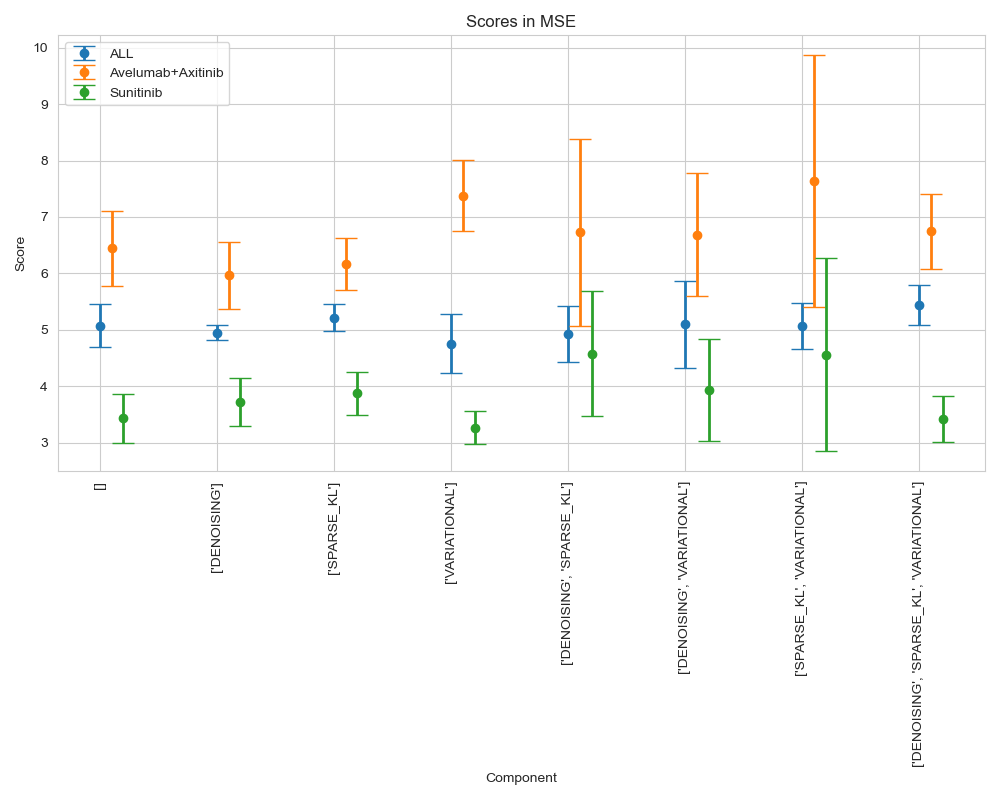 Scores in MSE
ALL
Avelumab+Axitinib
Sunitinib
Score
10
9
8
7
6
5
4
3
[]
['DENOISING']
['SPARSE_KL']
['VARIATIONAL']
['DENOISING', 'SPARSE_KL']
['DENOISING', 'VARIATIONAL']
['SPARSE_KL', 'VARIATIONAL']
['DENOISING', 'SPARSE_KL', 'VARIATIONAL']
Component